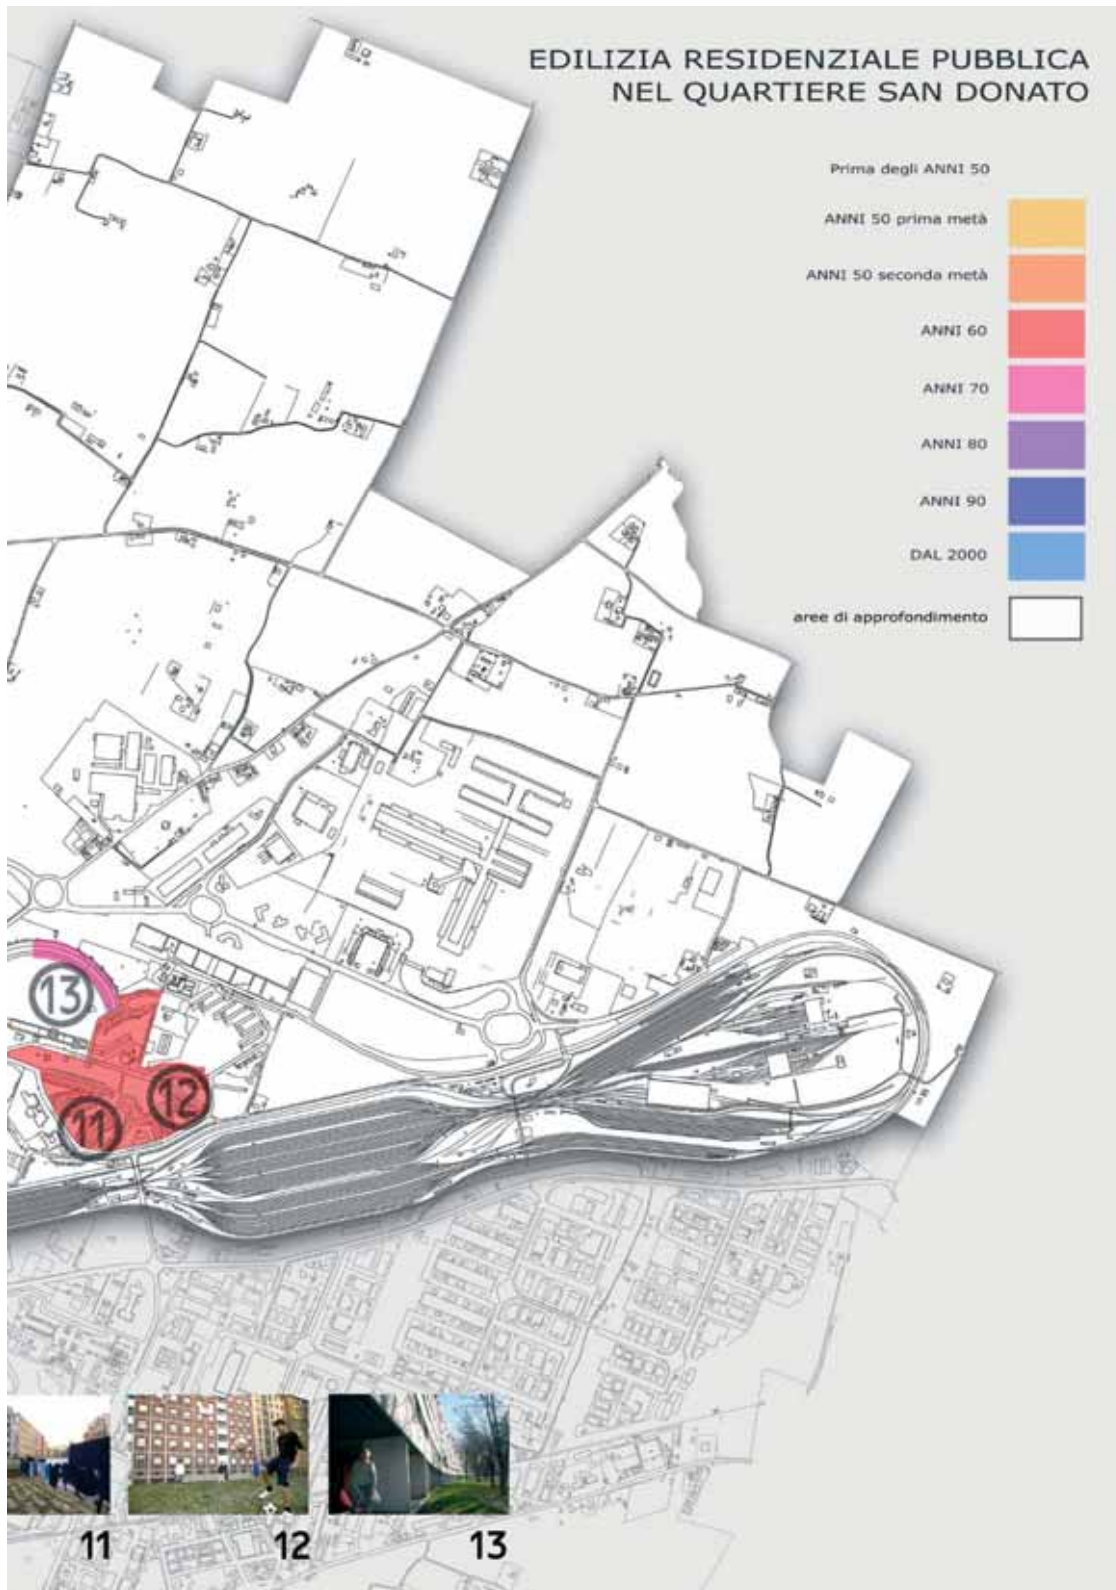 EDILIZIA RESIDENZIALE PUBBLICA
NEL QUARTIERE SAN DONATO
Prima degli ANNI 50
ANNI 50 prima metà
ANNI 50 seconda metà
ANNI 60
ANNI 70
ANNI 80
ANNI 90
DAL 2000
aree di approfondimento
13
12
11
11
12
13